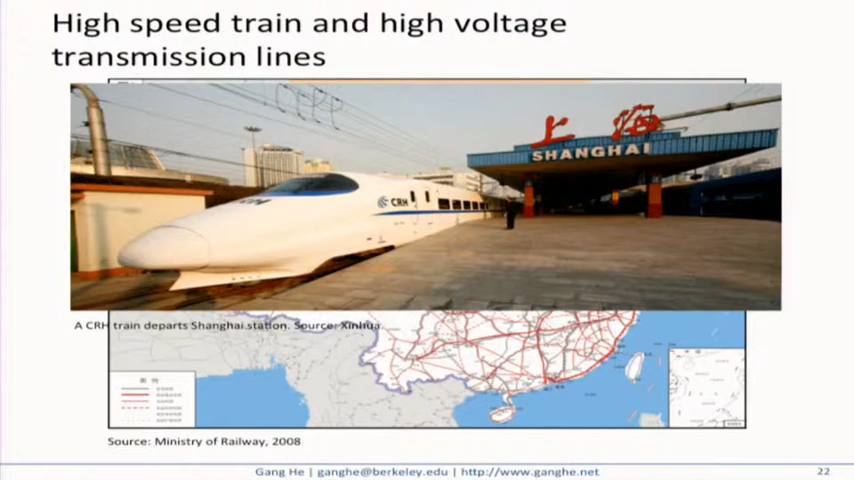 High speed train and high voltage
transmission lines
上海
SHANGHAI
CRH
A CRH train departs Shanghai station. Source: Xinhua.
Source: Ministry of Railway, 2008
Gang He | ganghe@berkeley.edu | http://www.ganghe.net
22